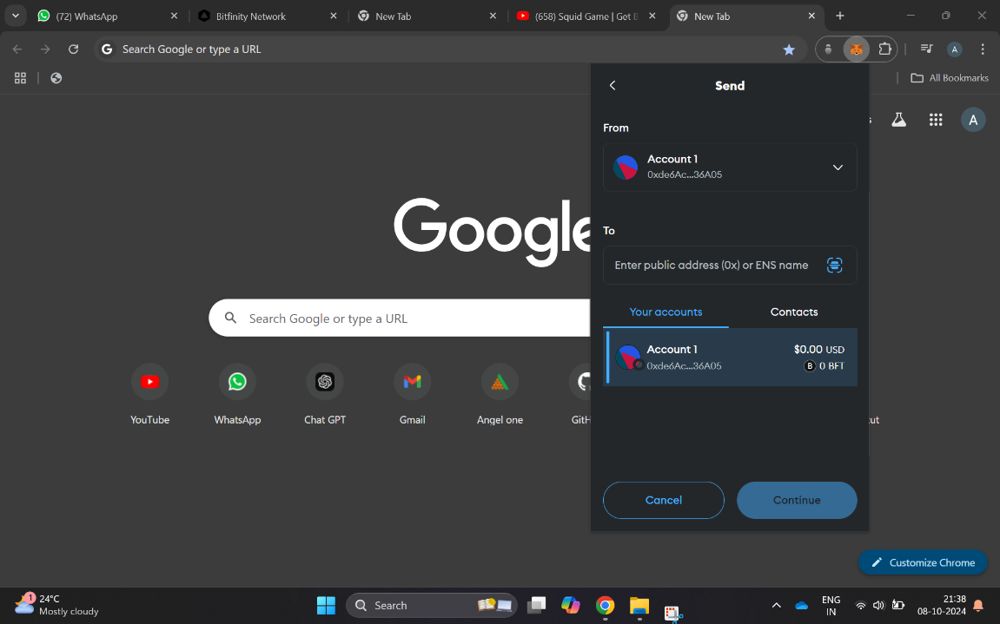 (72) WhatsApp
Bitfinity Network
New Tab
(658) Squid Game | Get B
New Tab
G Search Google or type a URL
A
All Bookmarks
Send
A
From
Account 1
0xde6Ac...36A05
Google
To
Enter public address (0x) or ENS name
Your accounts
Contacts
Search Google or type a URL
Account 1
$0.00 USD
0xde6Ac...36A05
B 0 BFT
YouTube
WhatsApp
Chat GPT
Gmail
Angel one
GitH
cut
Cancel
Continue
Customize Chrome
1
24°C
Mostly cloudy
Search
ENG
IN
21:38
08-10-2024